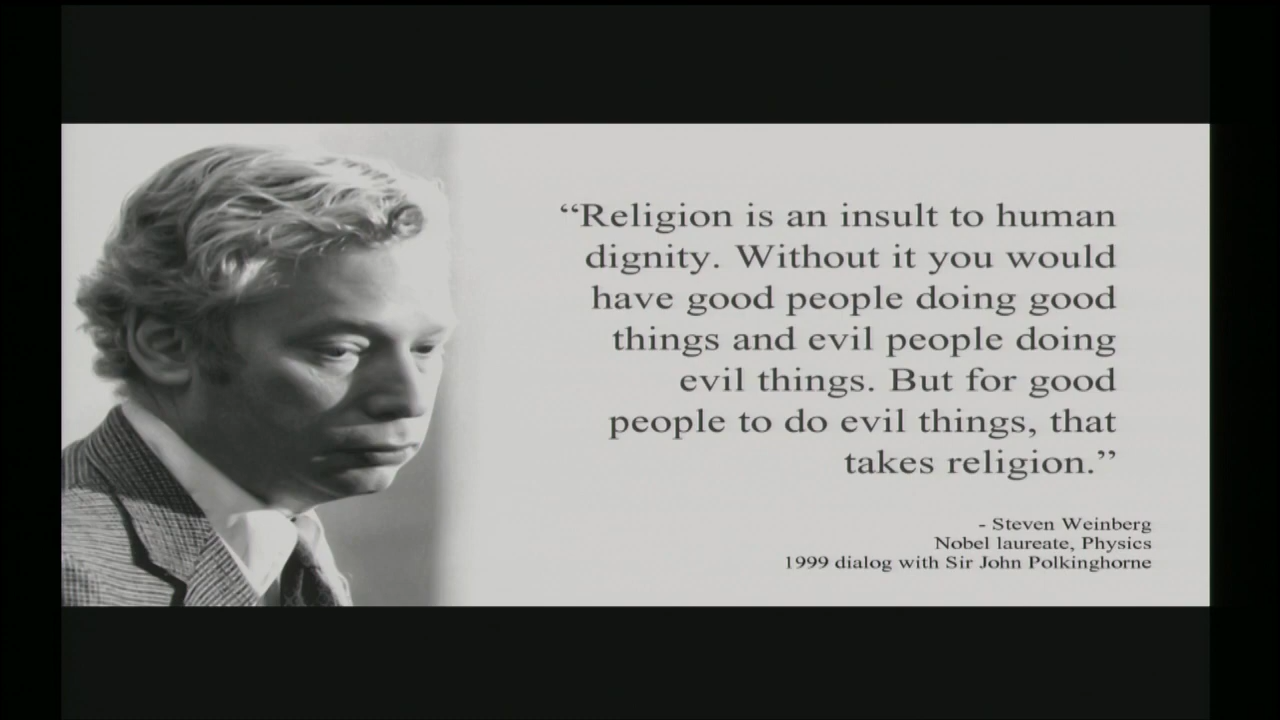 “Religion is an insult to human
dignity. Without it you would
have good people doing good
things and evil people doing
evil things. But for good
people to do evil things, that
takes religion.”
- Steven Weinberg
Nobel laureate, Physics
1999 dialog with Sir John Polkinghorne